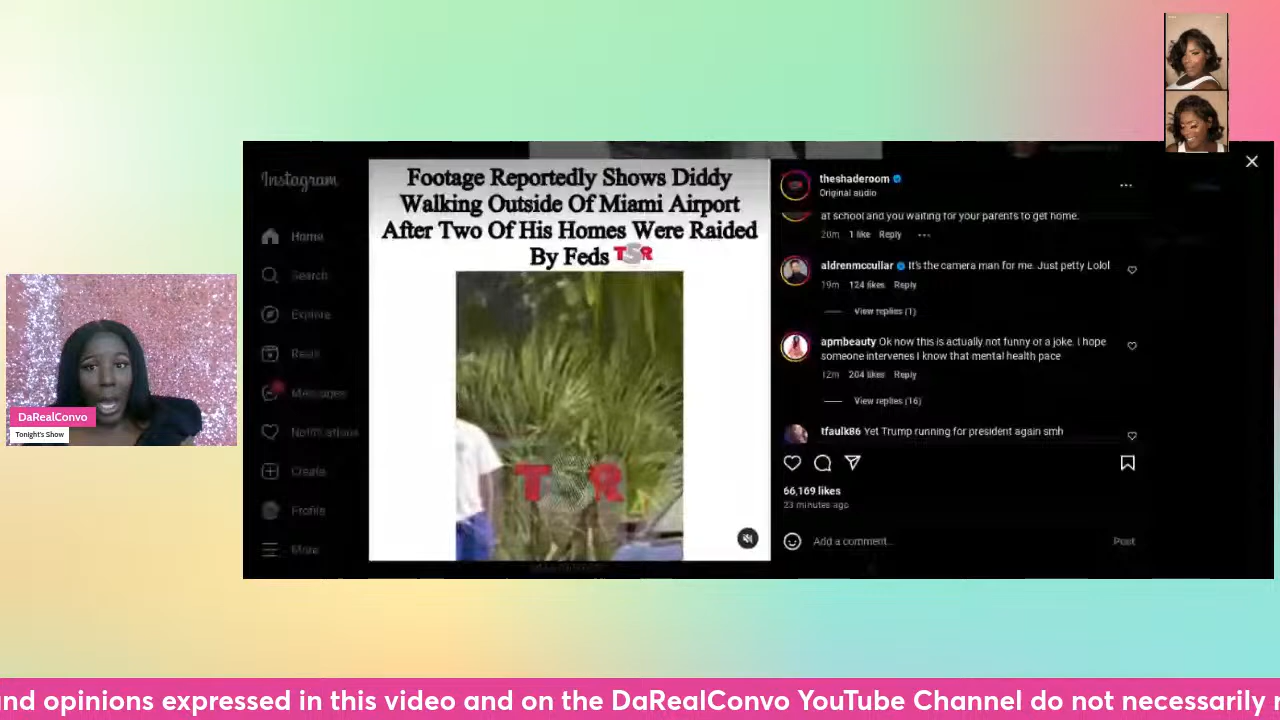 Instagram
Home
Search
Explore
Reels
Messages
Notifications
Create
Profile
More
Footage Reportedly Shows Diddy
Walking Outside Of Miami Airport
After Two Of His Homes Were Raided
By Feds TSR
TSR
theshaderoom
Original audio
at school and you waiting for your parents to get home.
20m 1 like Reply
aldrenmccullar It's the camera man for me. Just petty Lolol
19m 124 likes Reply
View replies (1)
apmbeauty Ok now this is actually not funny or a joke. I hope
someone intervenes I know that mental health pace
12m 204 likes Reply
View replies (16)
tfaulk86 Yet Trump running for president again smh
66,169 likes
23 minutes ago
Add a comment...
Post
DaRealConvo
Tonight's Show
and opinions expressed in this video and on the DaRealConvo YouTube Channel do not necessarily